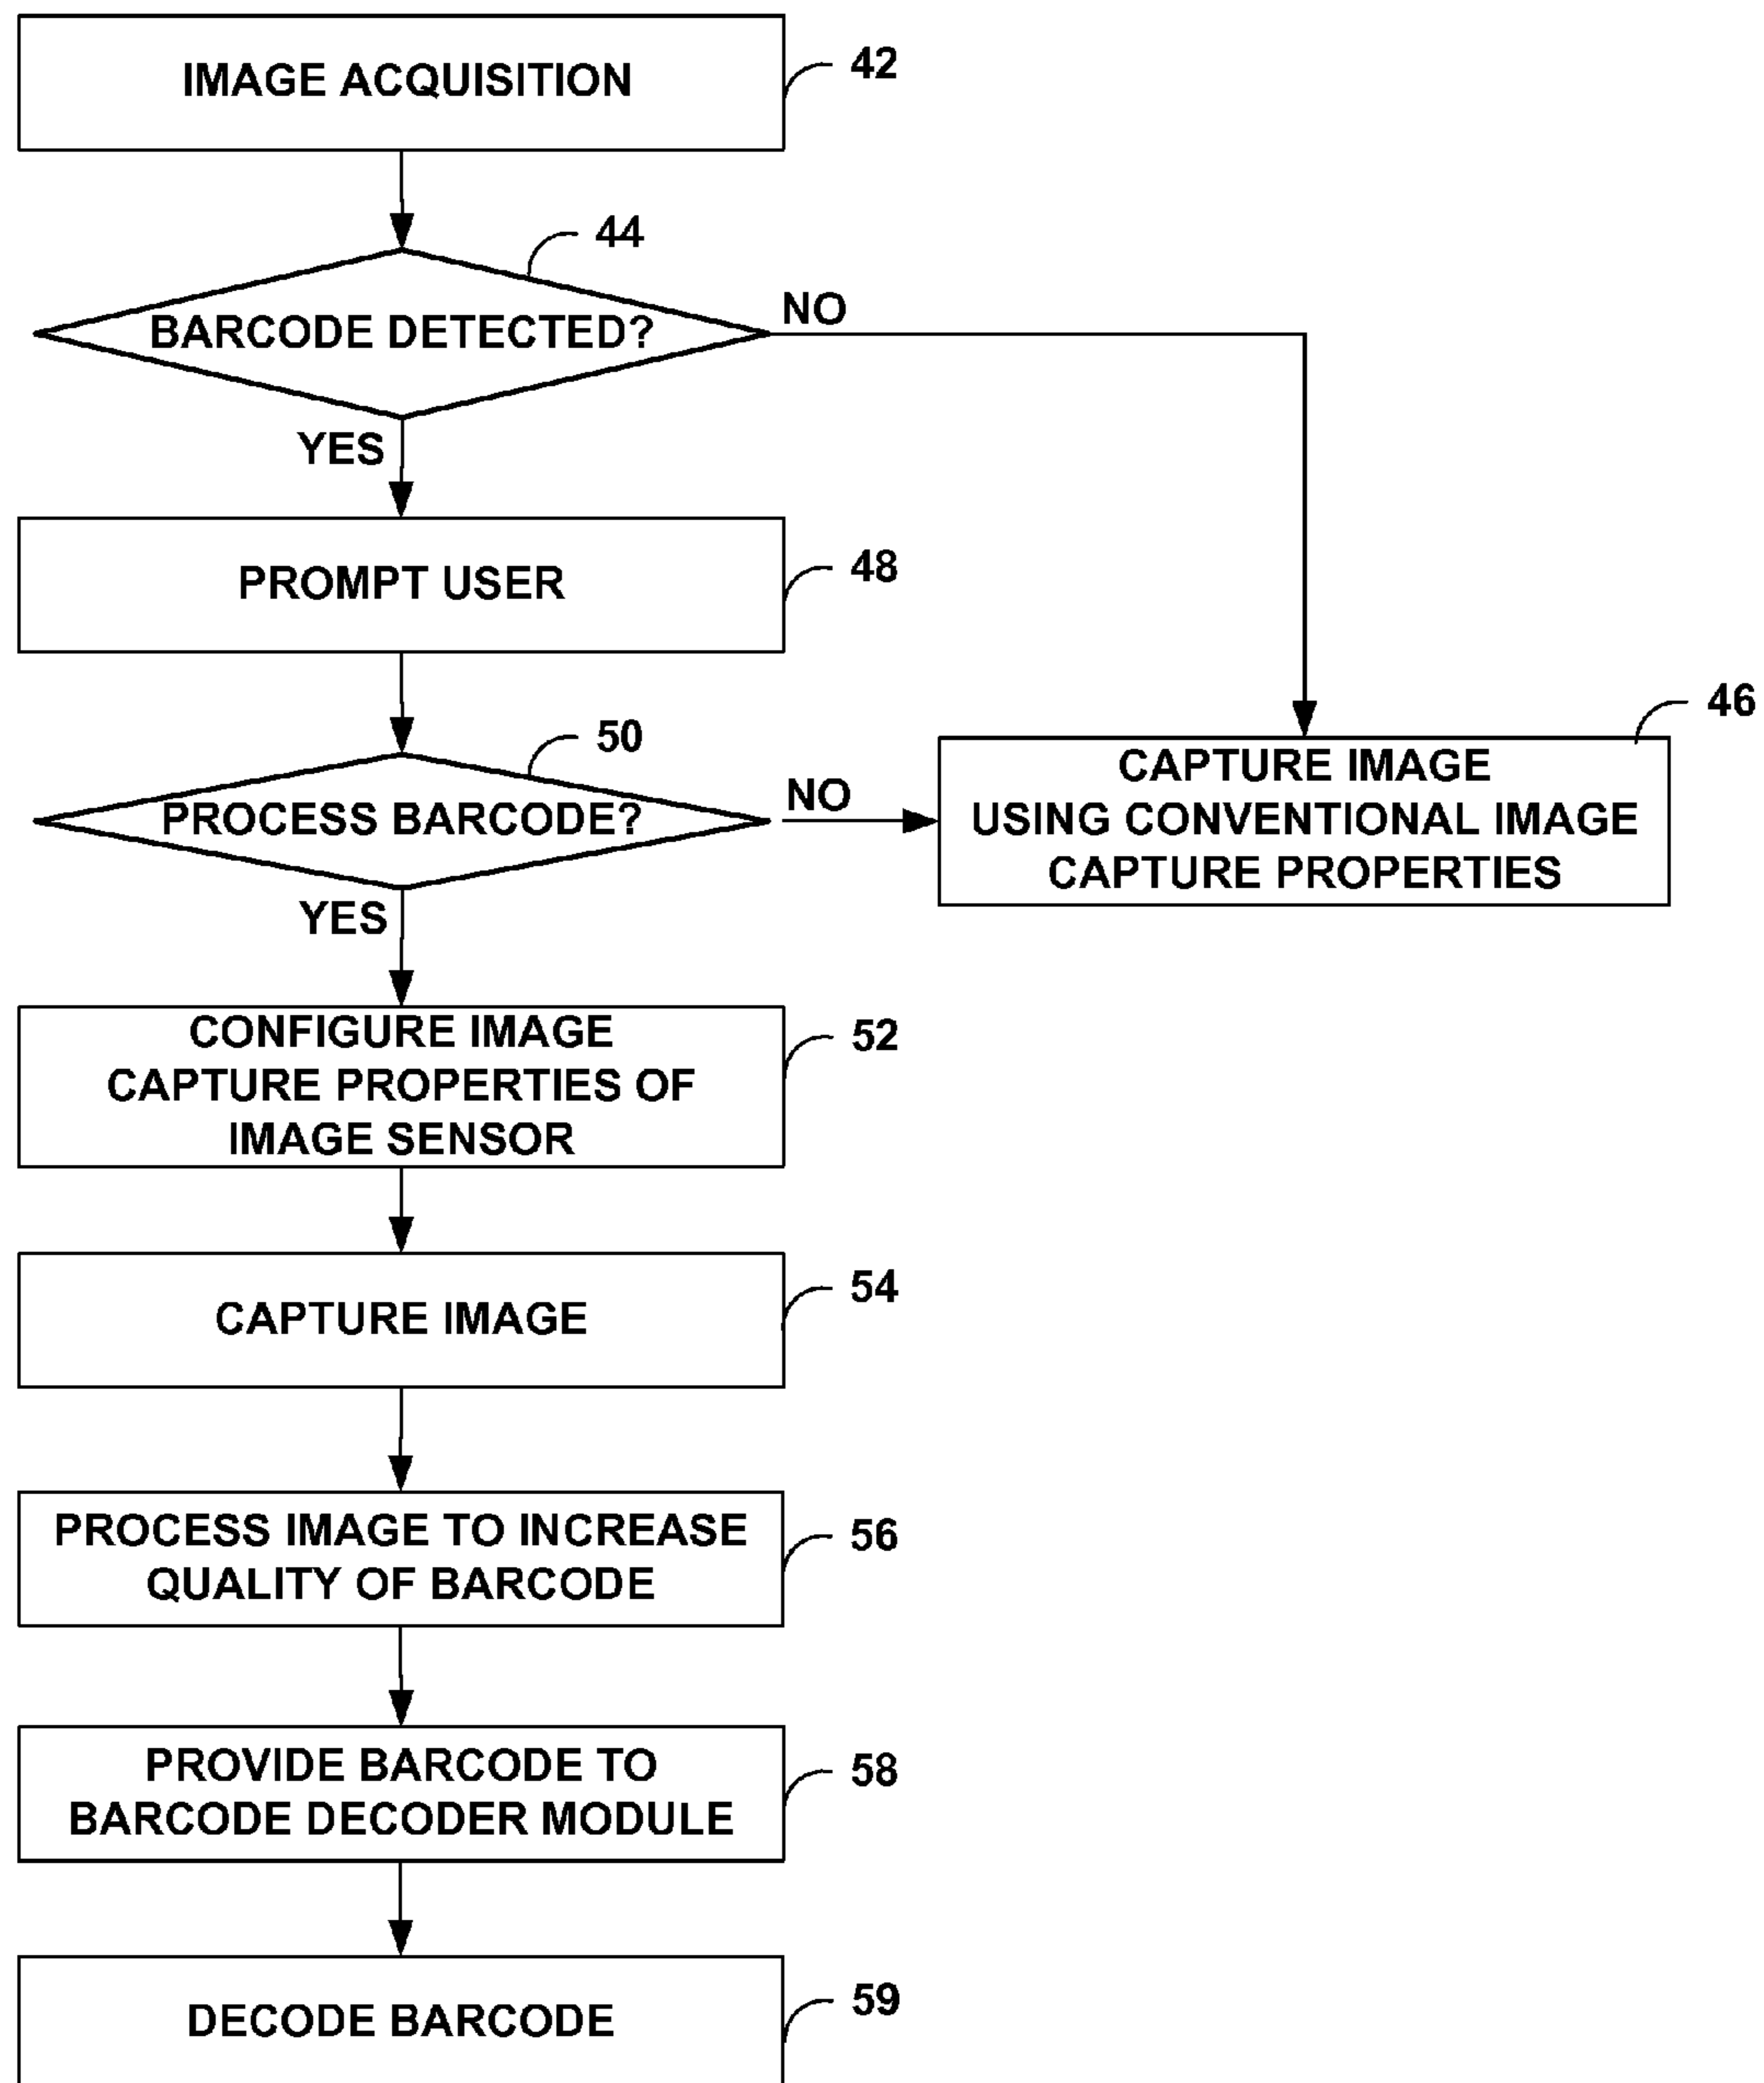 IMAGE ACQUISITION
42
44
BARCODE DETECTED?
NO
YES
PROMPT USER
48
46
50
PROCESS BARCODE?
NO
CAPTURE IMAGE
USING CONVENTIONAL IMAGE
CAPTURE PROPERTIES
YES
CONFIGURE IMAGE
CAPTURE PROPERTIES OF
IMAGE SENSOR
52
CAPTURE IMAGE
54
PROCESS IMAGE TO INCREASE
QUALITY OF BARCODE
56
PROVIDE BARCODE TO
BARCODE DECODER MODULE
58
DECODE BARCODE
59